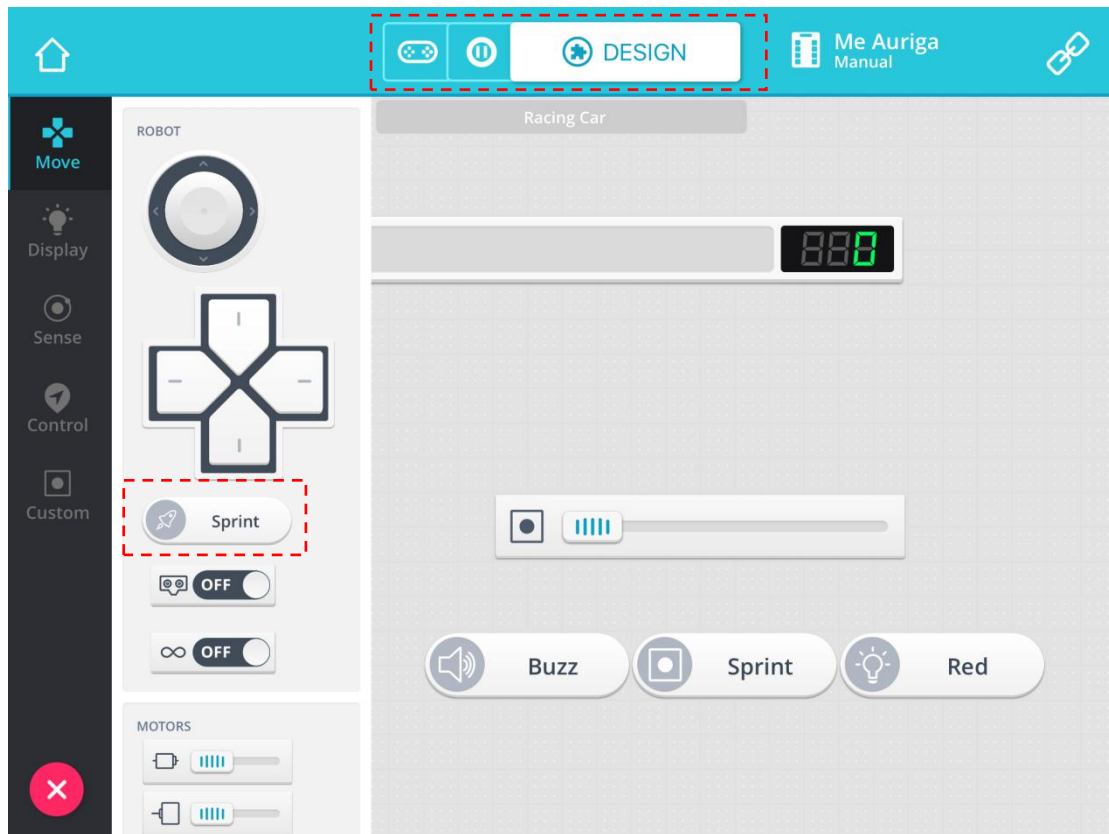 DESIGN
Me Auriga
Manual
Move
Display
Sense
Control
Custom
ROBOT
Sprint
OFF
OFF
MOTORS
Racing Car
0
Buzz
Sprint
Red